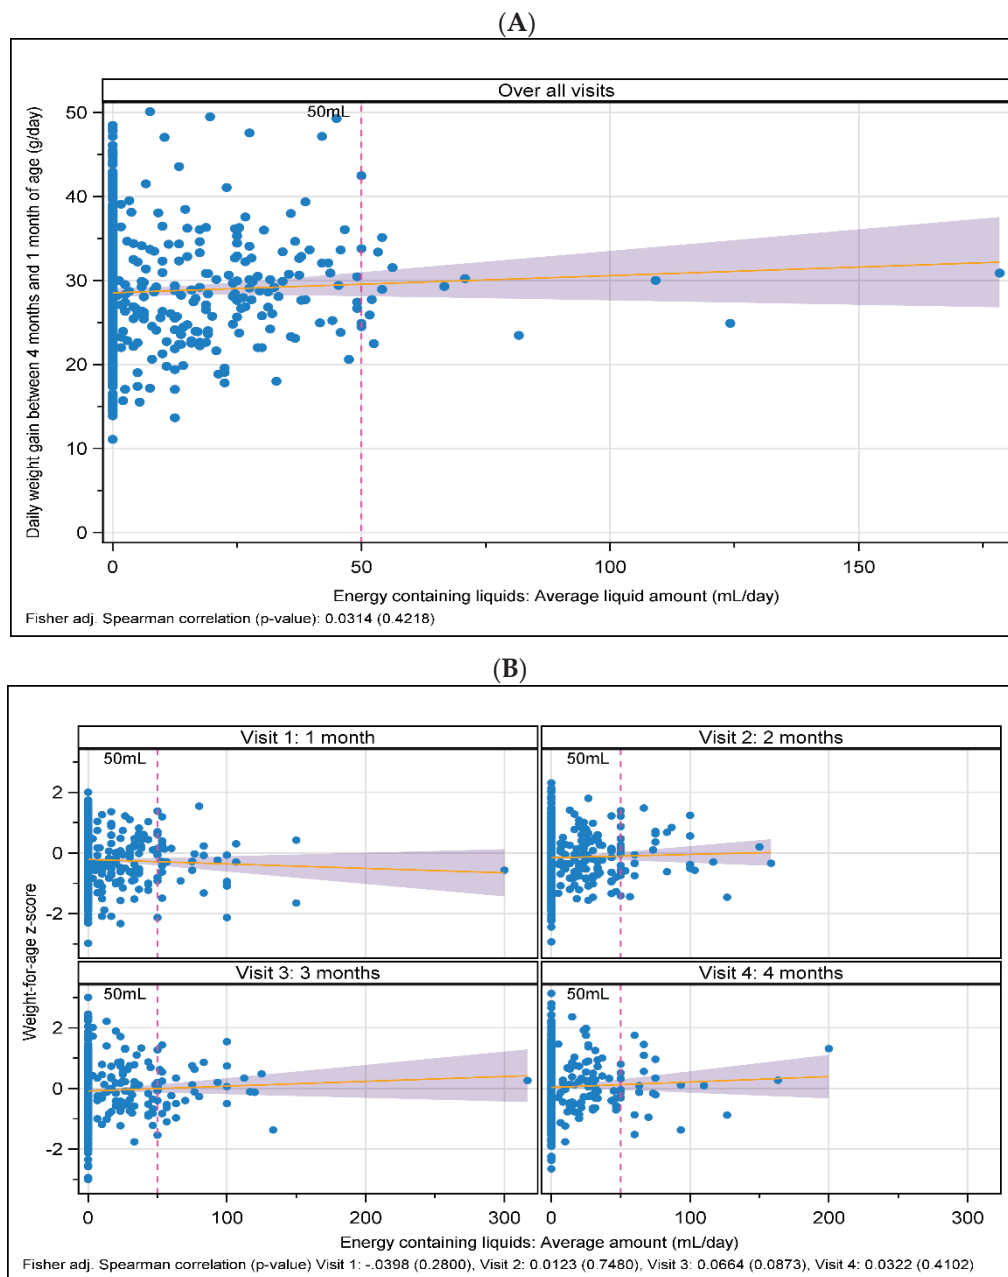 (A)
Over all visits
50mL
Daily weight gain between 4 months and 1 month of age (g/day)
50
40
30
20
10
0
0
50
100
150
Energy containing liquids: Average liquid amount (mL/day)
Fisher adj. Spearman correlation (p-value): 0.0314 (0.4218)
(B)
Visit 1: 1 month
Visit 2: 2 months
50mL
50mL
2
0
-2
2
0
-2
Weight-for-age z-score
Visit 3: 3 months
Visit 4: 4 months
50mL
50mL
2
0
-2
2
0
-2
0
100
200
300
0
100
200
300
Energy containing liquids: Average amount (mL/day)
Fisher adj. Spearman correlation (p-value) Visit 1: -.0398 (0.2800), Visit 2: 0.0123 (0.7480), Visit 3: 0.0664 (0.0873), Visit 4: 0.0322 (0.4102)